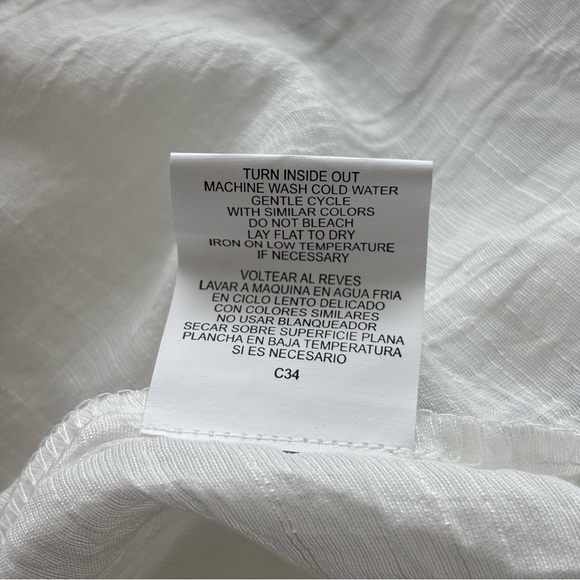 TURN INSIDE OUT
MACHINE WASH COLD WATER
GENTLE CYCLE
WITH SIMILAR COLORS
DO NOT BLEACH
LAY FLAT TO DRY
IRON ON LOW TEMPERATURE
IF NECESSARY
VOLTEAR AL REVES
LAVAR A MAQUINA EN AGUA FRIA
EN CICLO LENTO DELICADO
CON COLORES SIMILARES
NO USAR BLANQUEADOR
SECAR SOBRE SUPERFICIE PLANA
PLANCHA EN BAJA TEMPERATURA
SI ES NECESARIO
C34